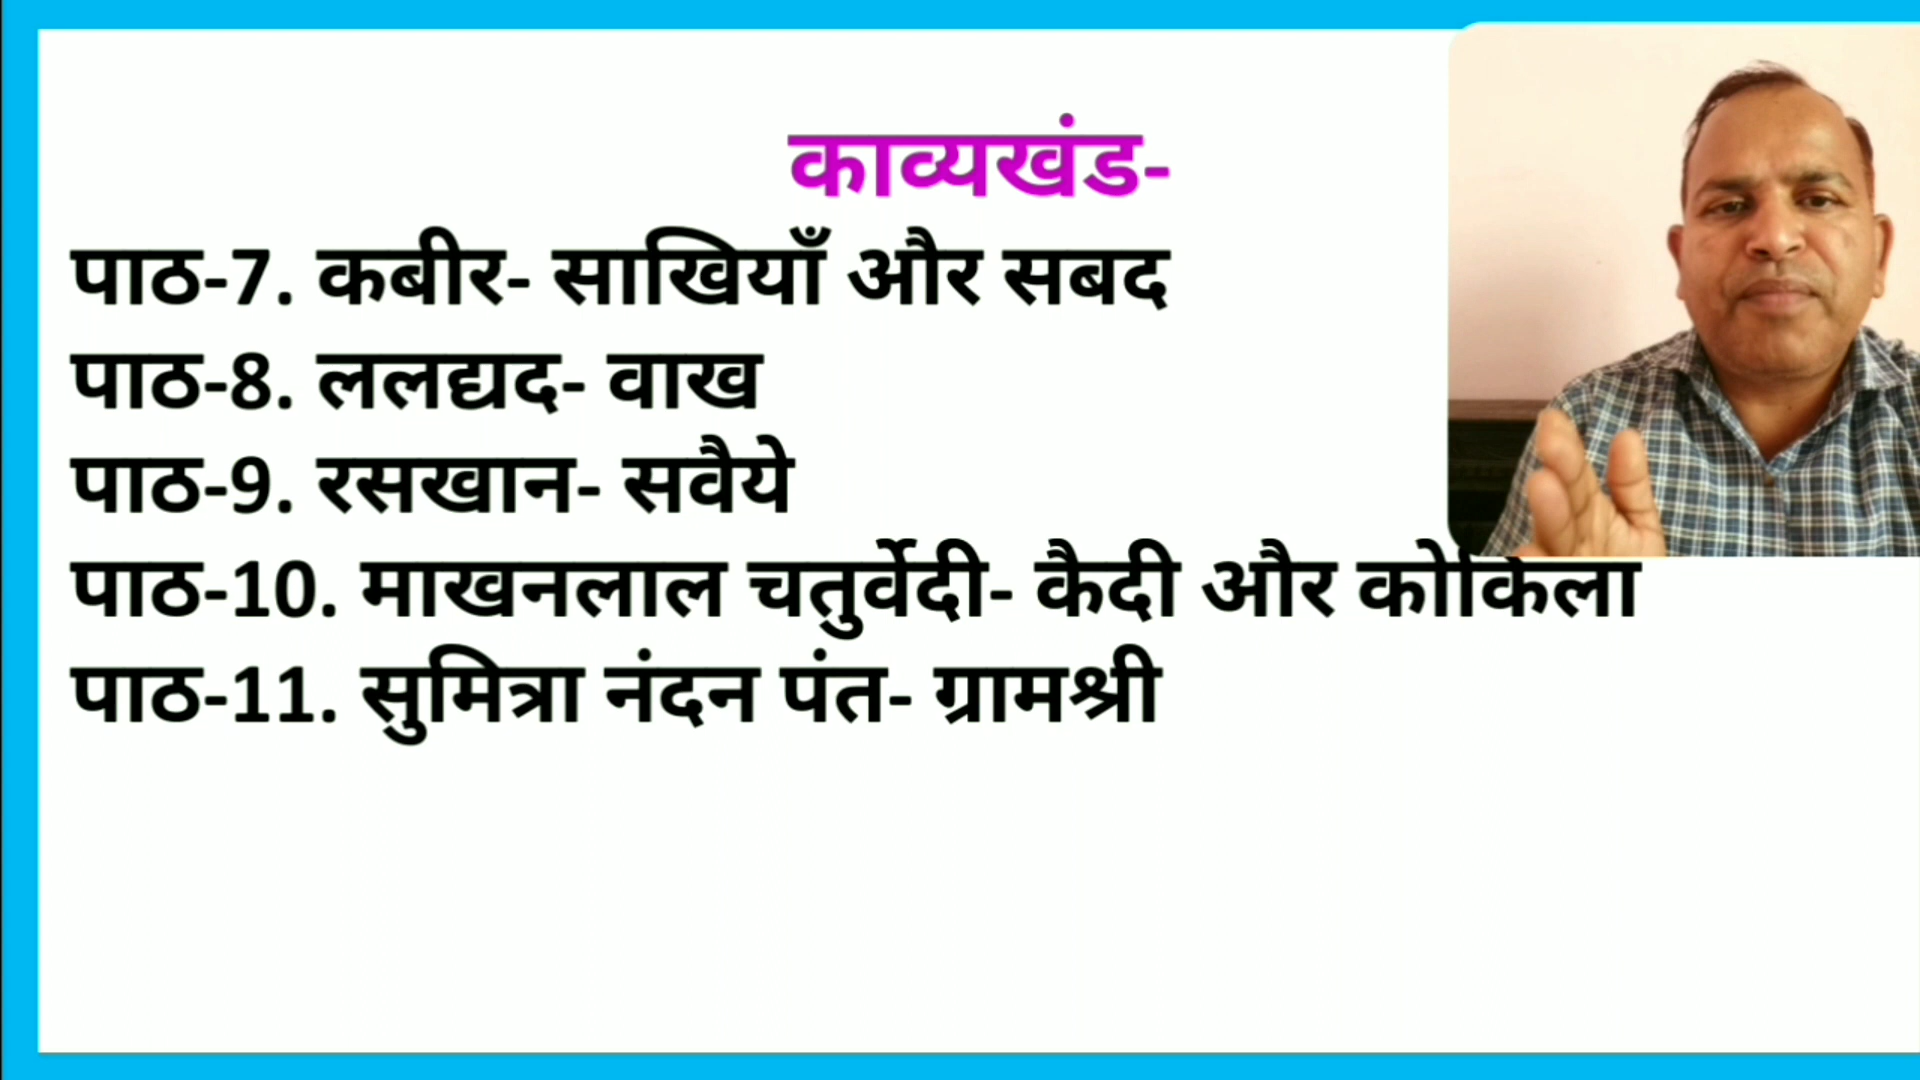 काव्यखंड-
पाठ-7. कबीर- साखियाँ और सबद
पाठ-8. ललद्यद- वाख
पाठ-9. रसखान- सवैये
पाठ-10. माखनलाल चतुर्वेदी- कैदी और कोकिला
पाठ-11. सुमित्रा नंदन पंत- ग्रामश्री